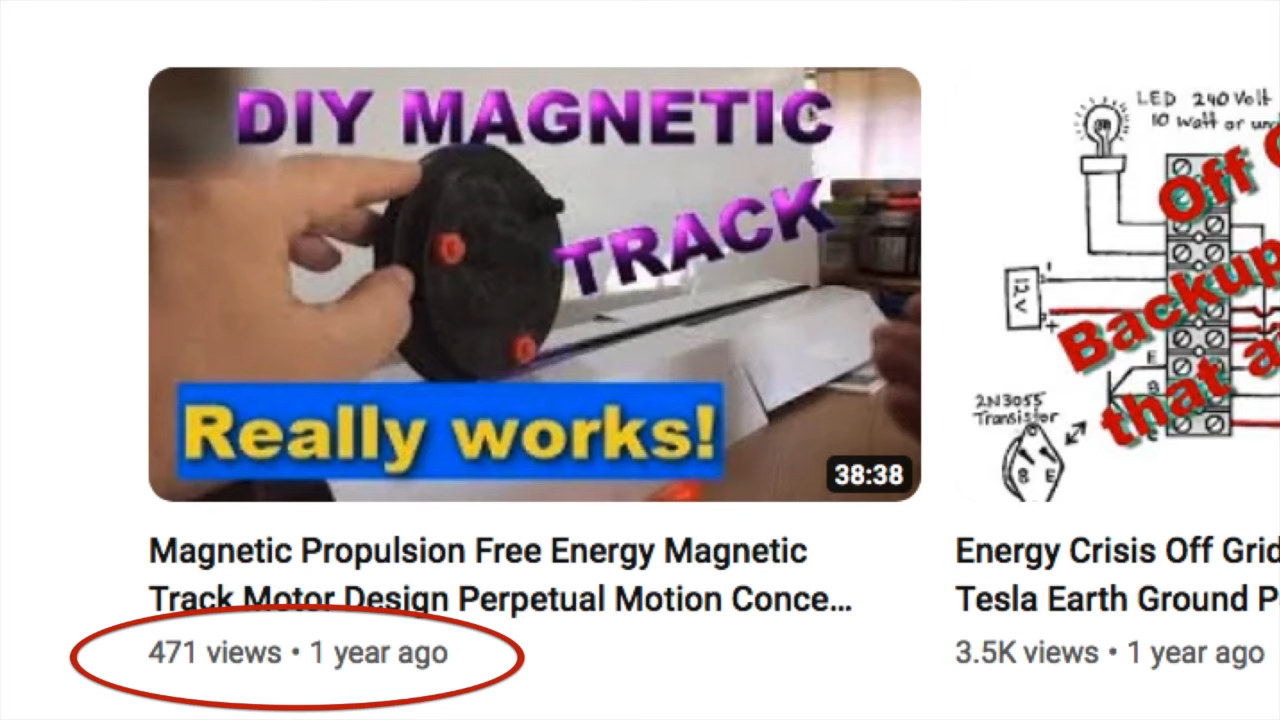 DIY MAGNETIC
TRACK
Really works!
38:38
Magnetic Propulsion Free Energy Magnetic
Track Motor Design Perpetual Motion Conce...
471 views • 1 year ago
LED 240 Volt
10 watt or
Off
Backup
that
12V
+
E
B
2N3055
Transistor
B E
Energy Crisis Off Grid
Tesla Earth Ground
3.5K views • 1 year ago